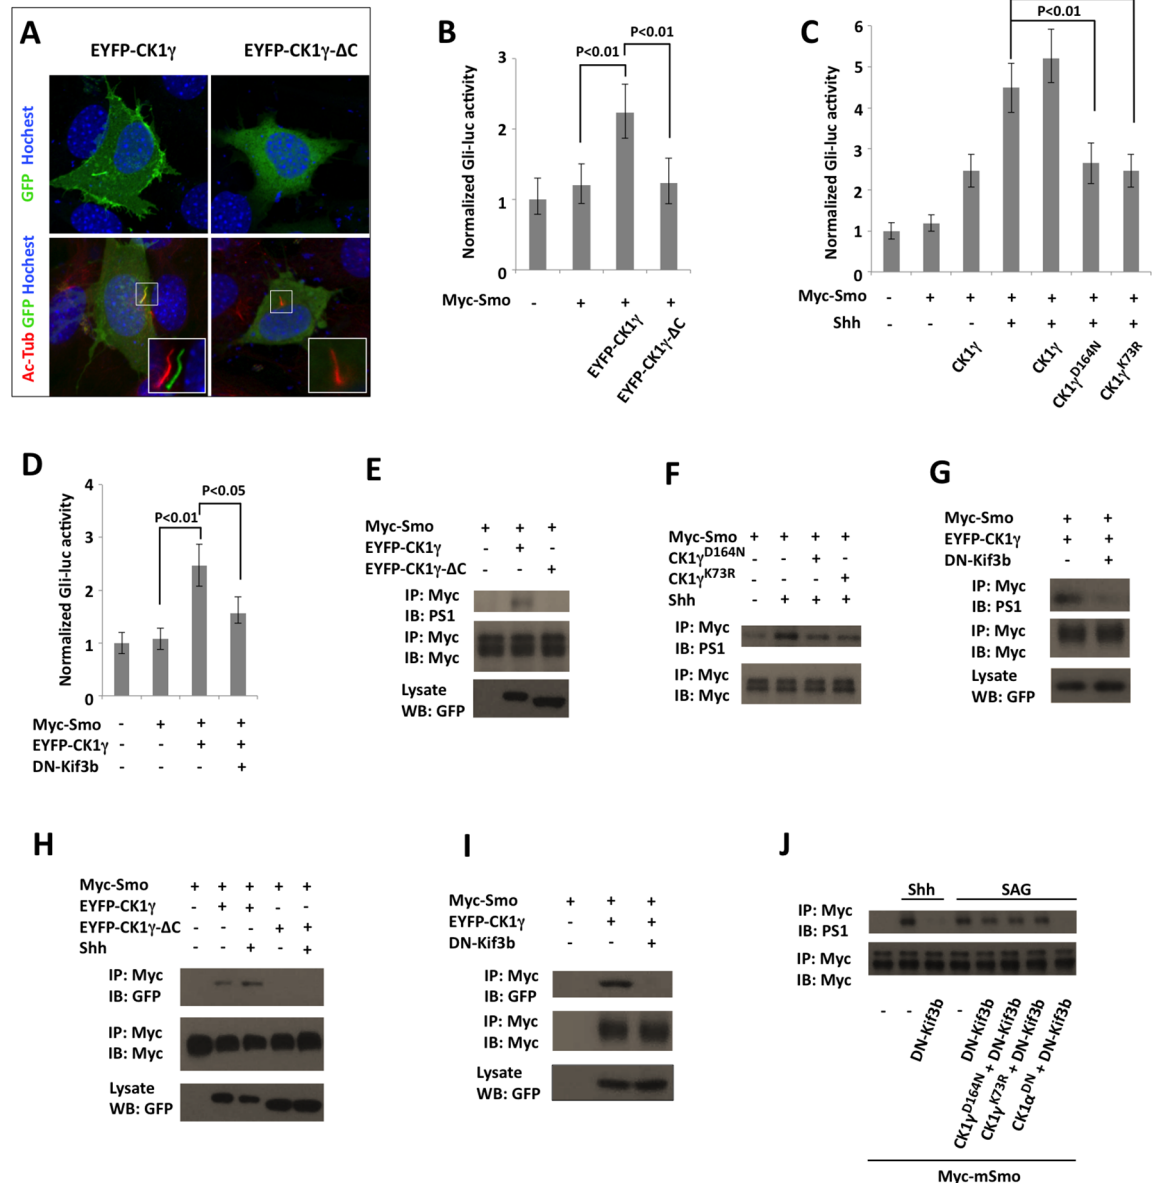 A
EYFP-CK1γ EYFP-CK1γ-ΔC
GFP Hochest
Ac-Tub GFP Hochest
B
Normalized Gli-luc activity
3
2
1
0
P<0.01
P<0.01
Myc-Smo - + + +
EYFP-CK1γ
EYFP-CK1γ-ΔC
C
Normalized Gli-luc activity
6
5
4
3
2
1
0
P<0.01
Myc-Smo - + + + + + +
Shh - - - + + + +
CK1γ
CK1γ
CK1γD164N
CK1γK73R
D
Normalized Gli-luc activity
4
3
2
1
0
P<0.01
P<0.05
Myc-Smo - + + +
EYFP-CK1γ - - + +
DN-Kif3b - - - +
E
Myc-Smo + + +
EYFP-CK1γ - + -
EYFP-CK1γ-ΔC - - +
IP: Myc
IB: PS1
IP: Myc
IB: Myc
Lysate
WB: GFP
F
Myc-Smo + + + +
CK1γD164N - - + -
CK1γK73R - - - +
Shh - + + +
IP: Myc
IB: PS1
IP: Myc
IB: Myc
G
Myc-Smo + +
EYFP-CK1γ + +
DN-Kif3b - +
IP: Myc
IB: PS1
IP: Myc
IB: Myc
Lysate
WB: GFP
H
Myc-Smo + + + + +
EYFP-CK1γ - + + - -
EYFP-CK1γ-ΔC - - - + +
Shh - - + - +
IP: Myc
IB: GFP
IP: Myc
IB: Myc
Lysate
WB: GFP
I
Myc-Smo + + +
EYFP-CK1γ - + +
DN-Kif3b - - +
IP: Myc
IB: GFP
IP: Myc
IB: Myc
Lysate
WB: GFP
J
Shh SAG
IP: Myc
IB: PS1
IP: Myc
IB: Myc
-
-
DN-Kif3b
-
DN-Kif3b
CK1γD164N + DN-Kif3b
CK1γK73R + DN-Kif3b
CK1αDN + DN-Kif3b
Myc-mSmo